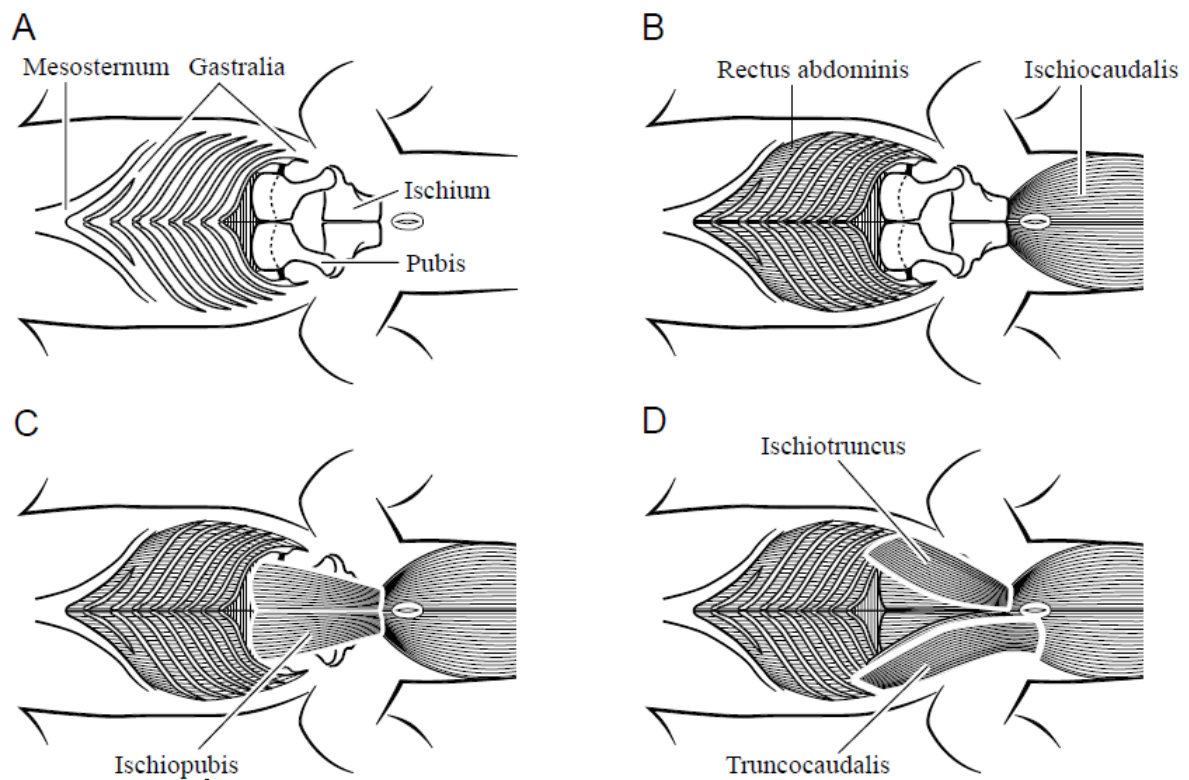 A
Mesosternum
Gastralia
Ischium
Pubis
B
Rectus abdominis
Ischiocaudalis
C
Ischiopubis
D
Ischiotruncus
Truncocaudalis